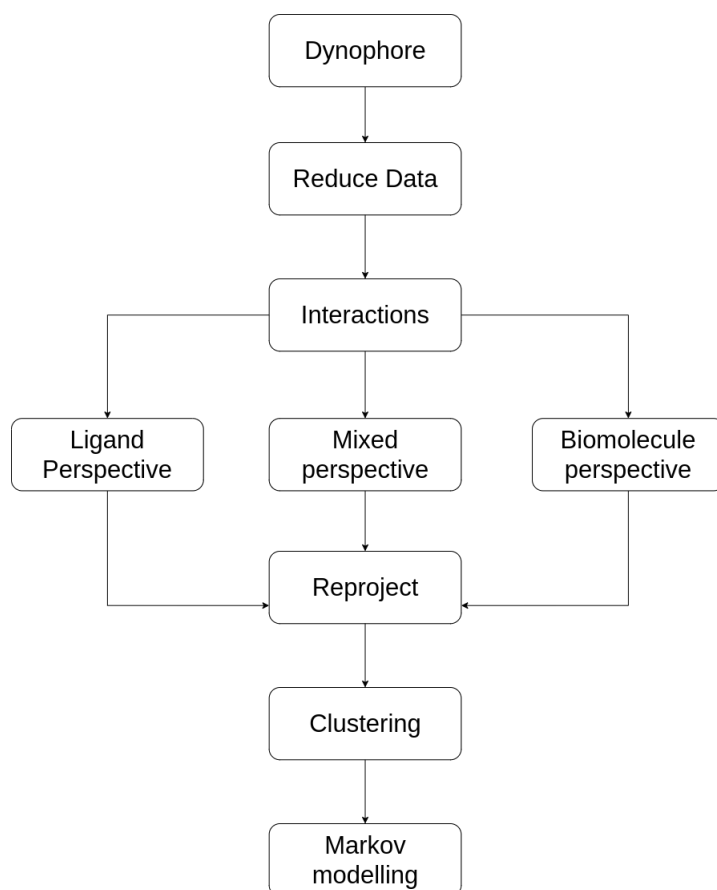 Dynophore
Reduce Data
Interactions
Ligand
Perspective
Mixed
perspective
Biomolecule
perspective
Reproject
Clustering
Markov
modelling